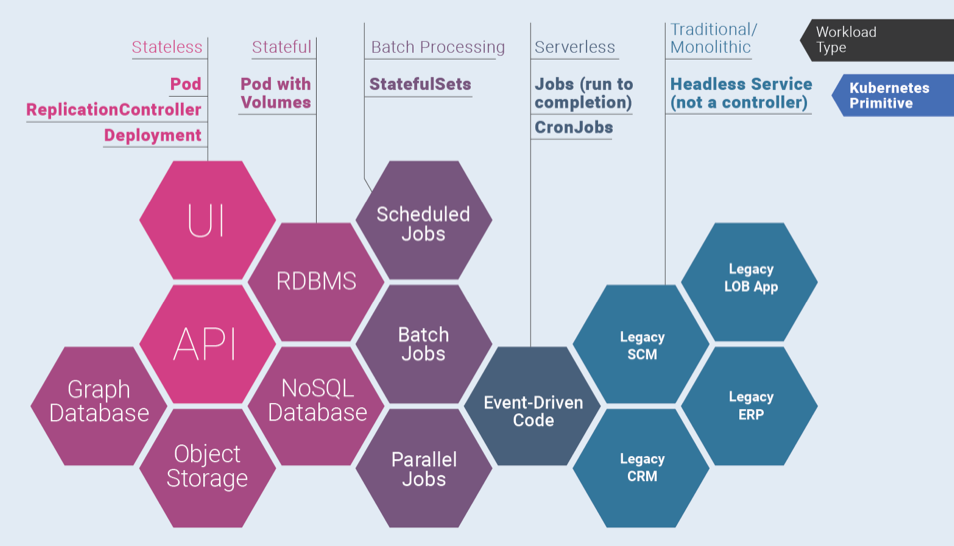 Stateless
Stateful
Batch Processing
Serverless
Traditional/
Monolithic
Workload
Type
Pod
ReplicationController
Deployment
Pod with
Volumes
StatefulSets
Jobs (run to
completion)
CronJobs
Headless Service
(not a controller)
Kubernetes
Primitive
UI
Scheduled
Jobs
RDBMS
Legacy
LOB App
API
Batch
Jobs
Legacy
SCM
Graph
Database
NoSQL
Database
Event-Driven
Code
Legacy
ERP
Object
Storage
Parallel
Jobs
Legacy
CRM